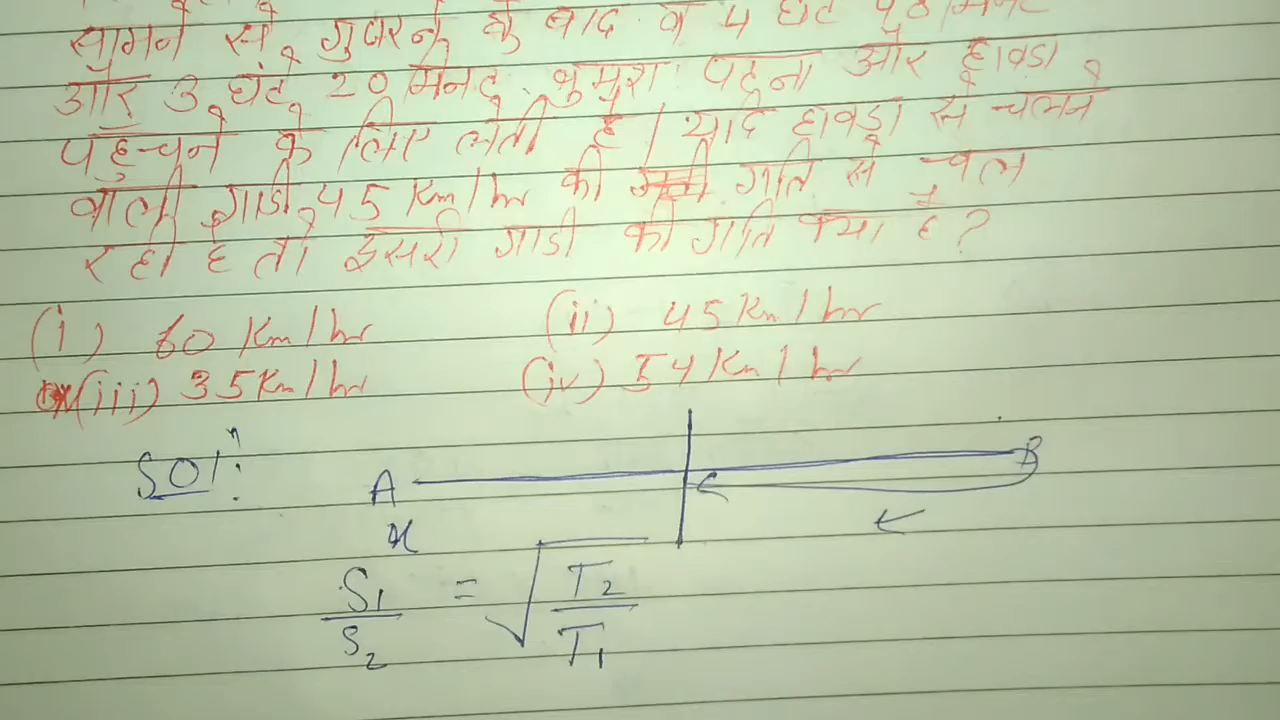 सामने से गुजरने के बाद व 4 घंटे 48 मिनट
और 3 घंटे 20 मिनट क्रमशः पटना और हावडा
पहुचने के लिए लेती है। यदि हावड़ा से चलने
वाली गाडी 45 Km/hr की गति से चल
रही है तो दुसरी गाडी की गति क्या है?
(i) 60 Km/hr (ii) 45 Km/hr
(iii) 35 Km/hr (iv) 54 Km/hr
Solⁿ: A B
x
S₁/S₂ = √(T₂/T₁)